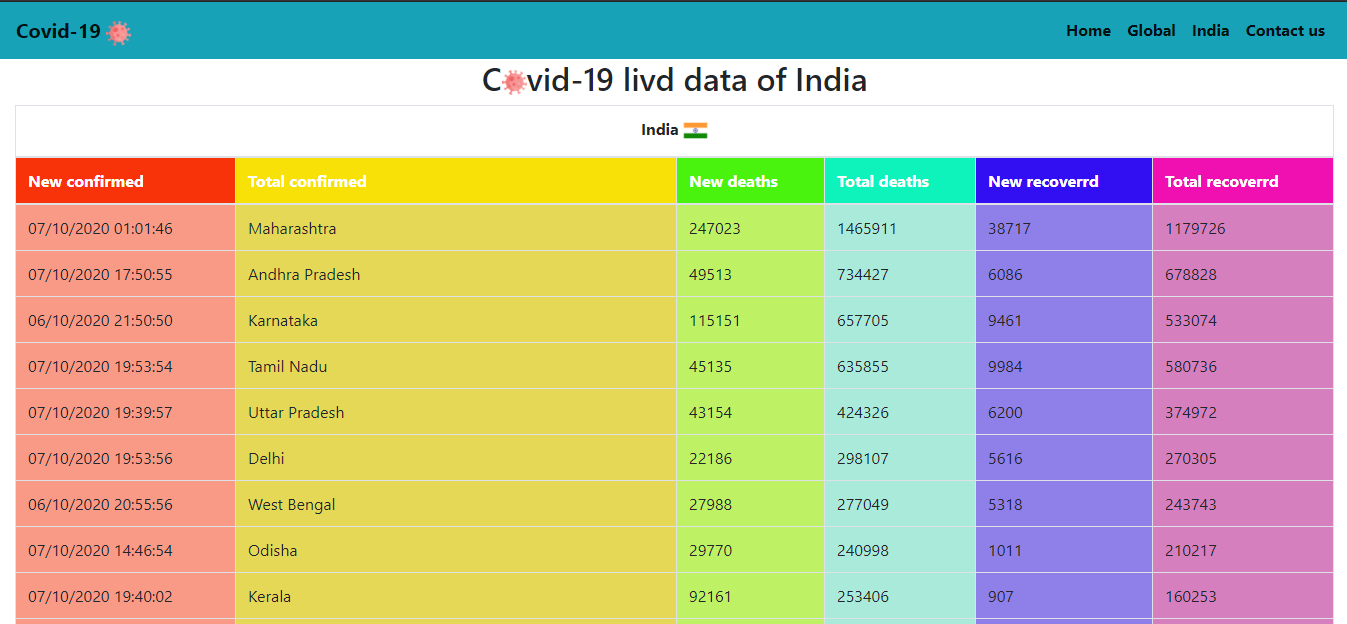 Covid-19 Home Global India Contact us
Cvid-19 livd data of India
India
New confirmed Total confirmed New deaths Total deaths New recoverrd Total recoverrd
07/10/2020 01:01:46 Maharashtra 247023 1465911 38717 1179726
07/10/2020 17:50:55 Andhra Pradesh 49513 734427 6086 678828
06/10/2020 21:50:50 Karnataka 115151 657705 9461 533074
07/10/2020 19:53:54 Tamil Nadu 45135 635855 9984 580736
07/10/2020 19:39:57 Uttar Pradesh 43154 424326 6200 374972
07/10/2020 19:53:56 Delhi 22186 298107 5616 270305
06/10/2020 20:55:56 West Bengal 27988 277049 5318 243743
07/10/2020 14:46:54 Odisha 29770 240998 1011 210217
07/10/2020 19:40:02 Kerala 92161 253406 907 160253